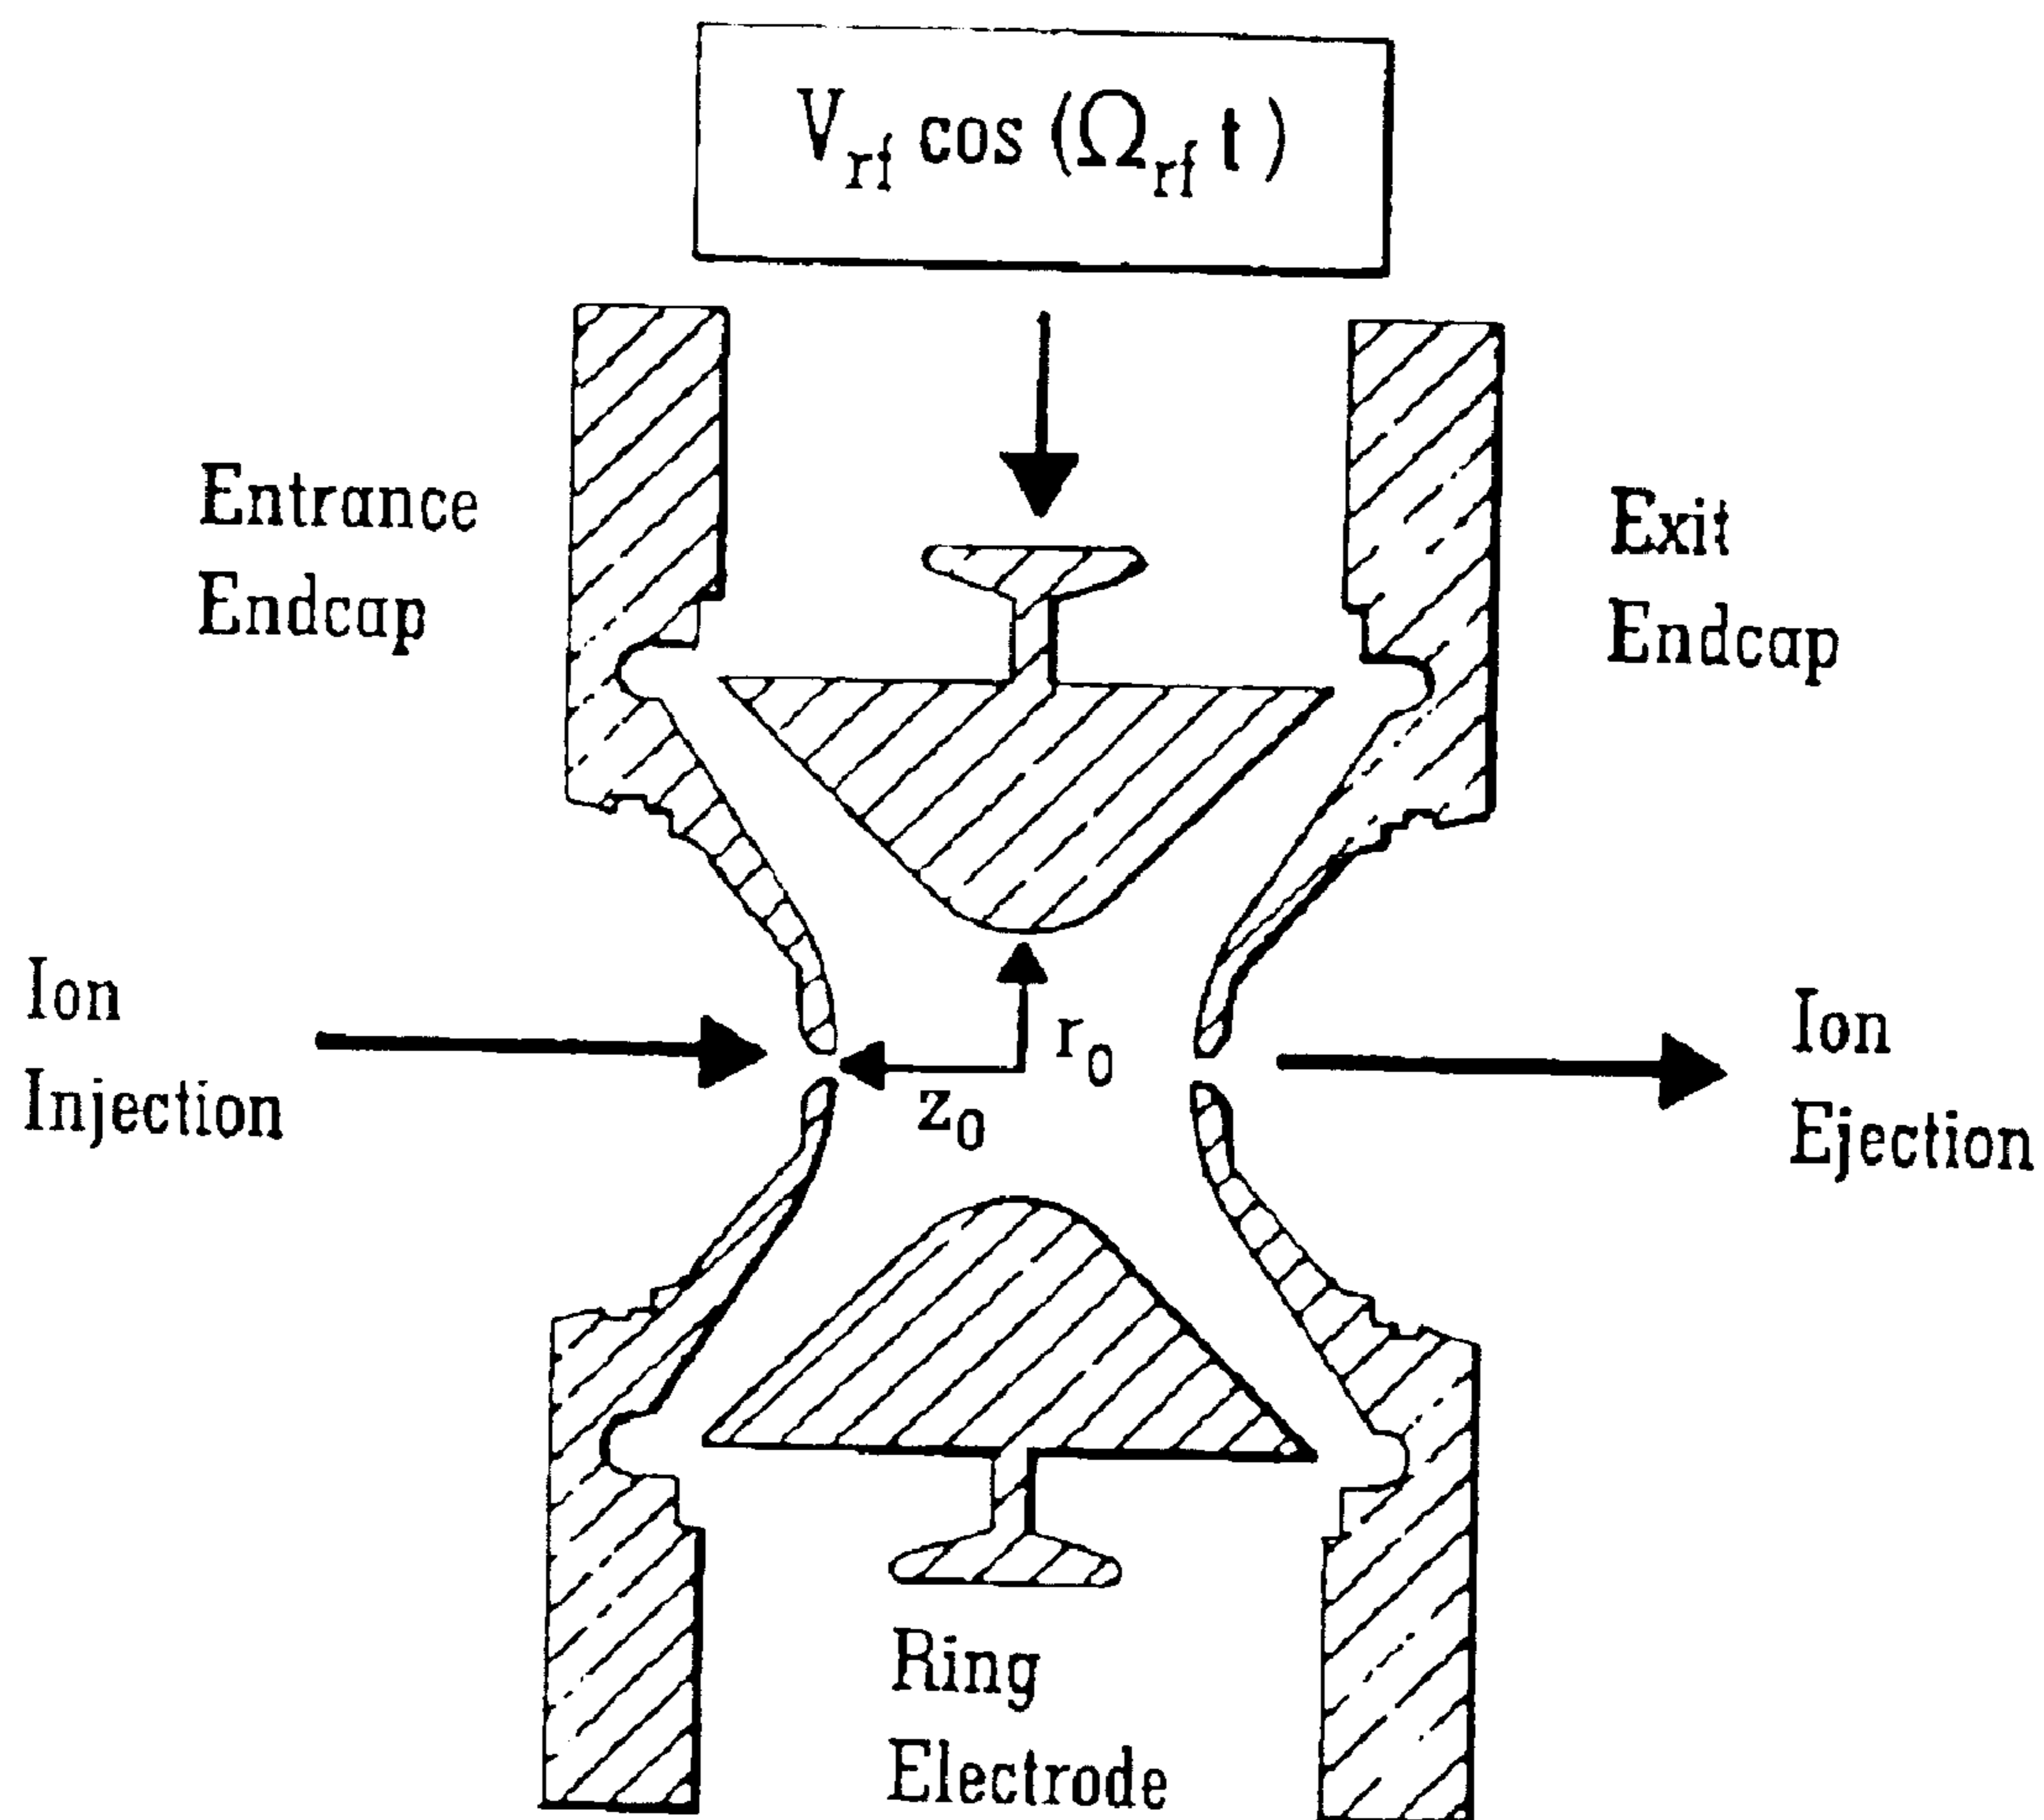 V_rf cos (Ω_rf t)
Entrance
Endcap
Exit
Endcap
Ion
Injection
r_0
z_0
Ion
Ejection
Ring
Electrode